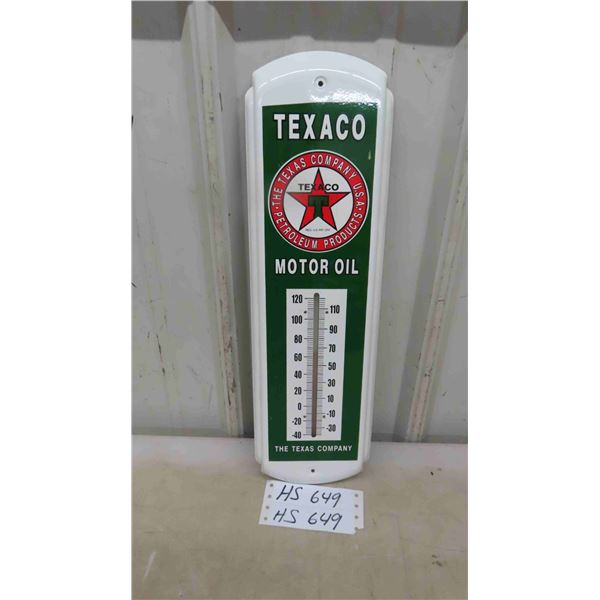 TEXACO
THE TEXAS COMPANY U.S.A.
TEXACO
T
PETROLEUM PRODUCTS
MOTOR OIL
120
110
100
90
80
70
60
50
40
30
20
10
0
-10
-20
-30
-40
THE TEXAS COMPANY
HS 649
HS 649